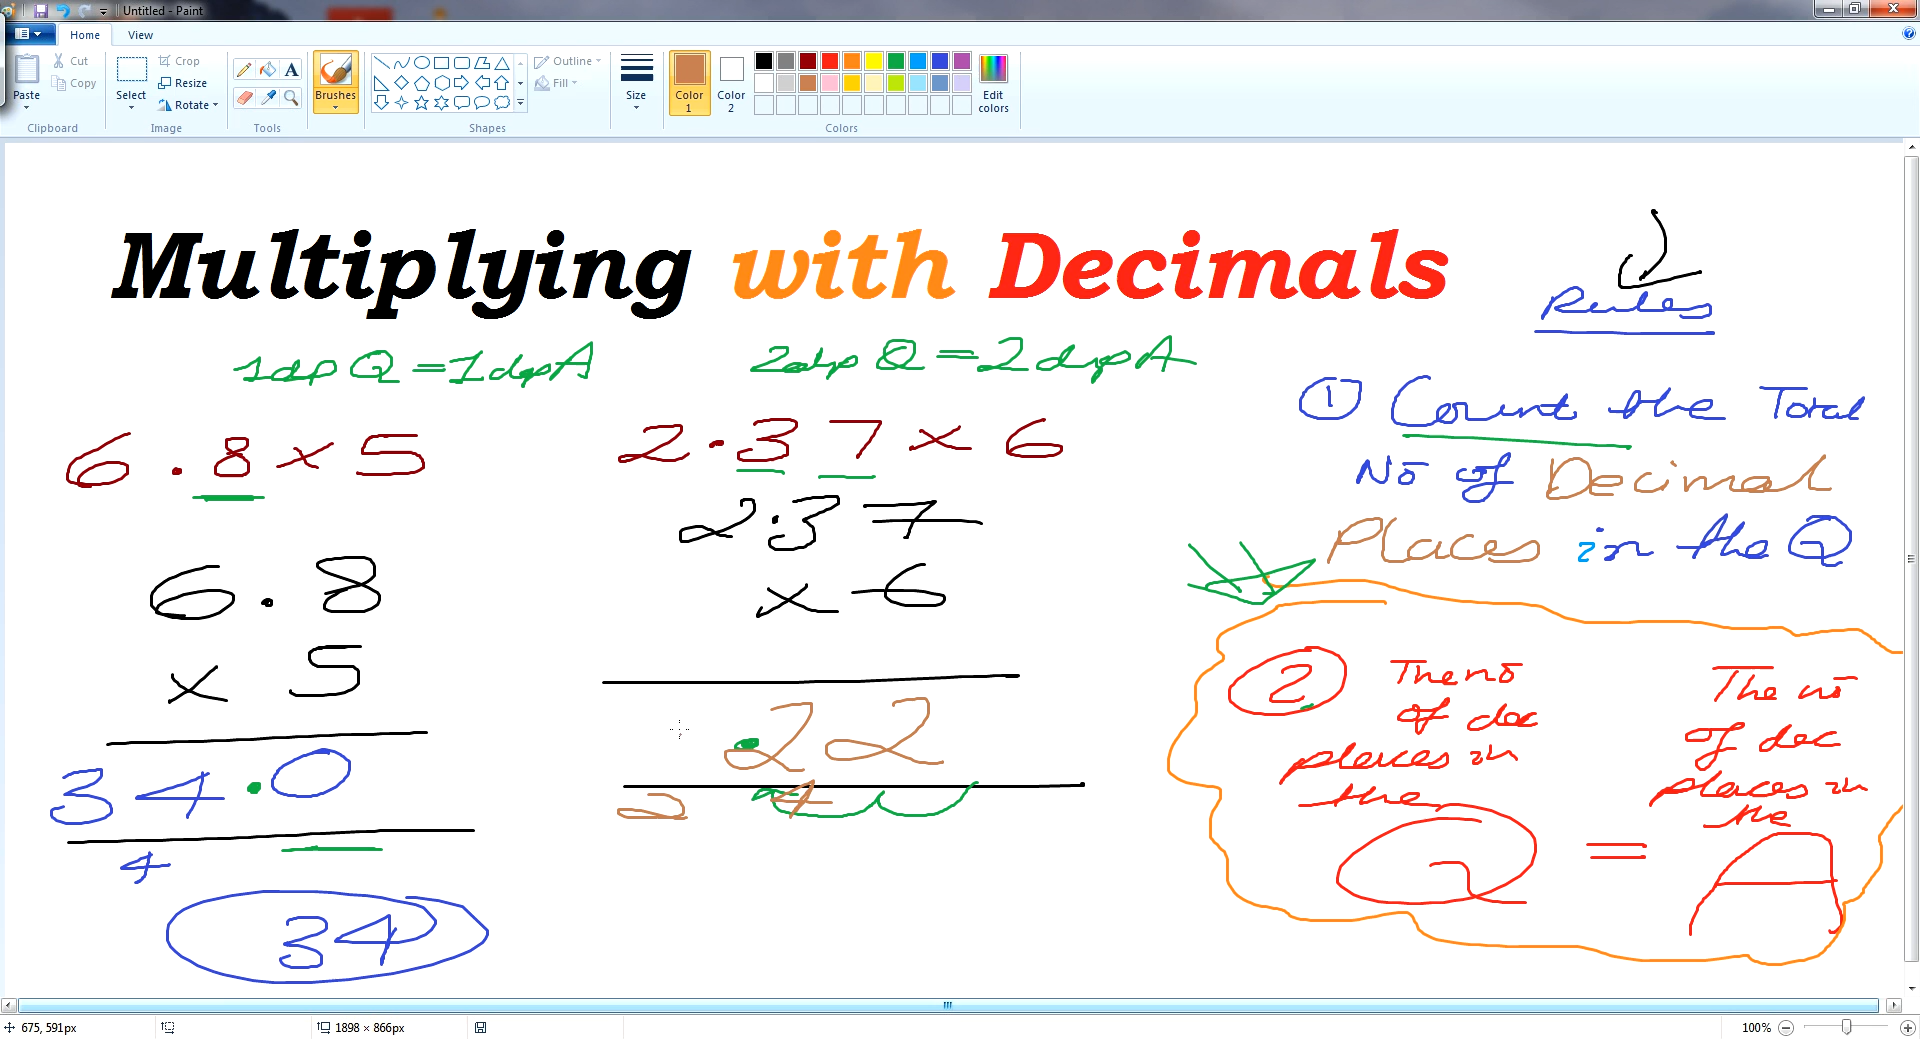 Untitled - Paint
Home View
Paste
Cut
Copy
Clipboard
Select
Crop
Resize
Rotate
Image
A
Tools
Brushes
Outline
Fill
Shapes
Size
Color 1
Color 2
Edit colors
Colors
Multiplying with Decimals
Rules
1dp Q = 1dp A
2dp Q = 2dp A
6.8 x 5
2.37 x 6
6.8
x 5
34.0
4
34
2.37
x 6
.22
2 4
① Count the Total
No of Decimal
Places in the Q
2.
The no
of dec
places in
the
Q
=
The no
of dec
places in
the
A
675, 591px
1898 × 866px
100%